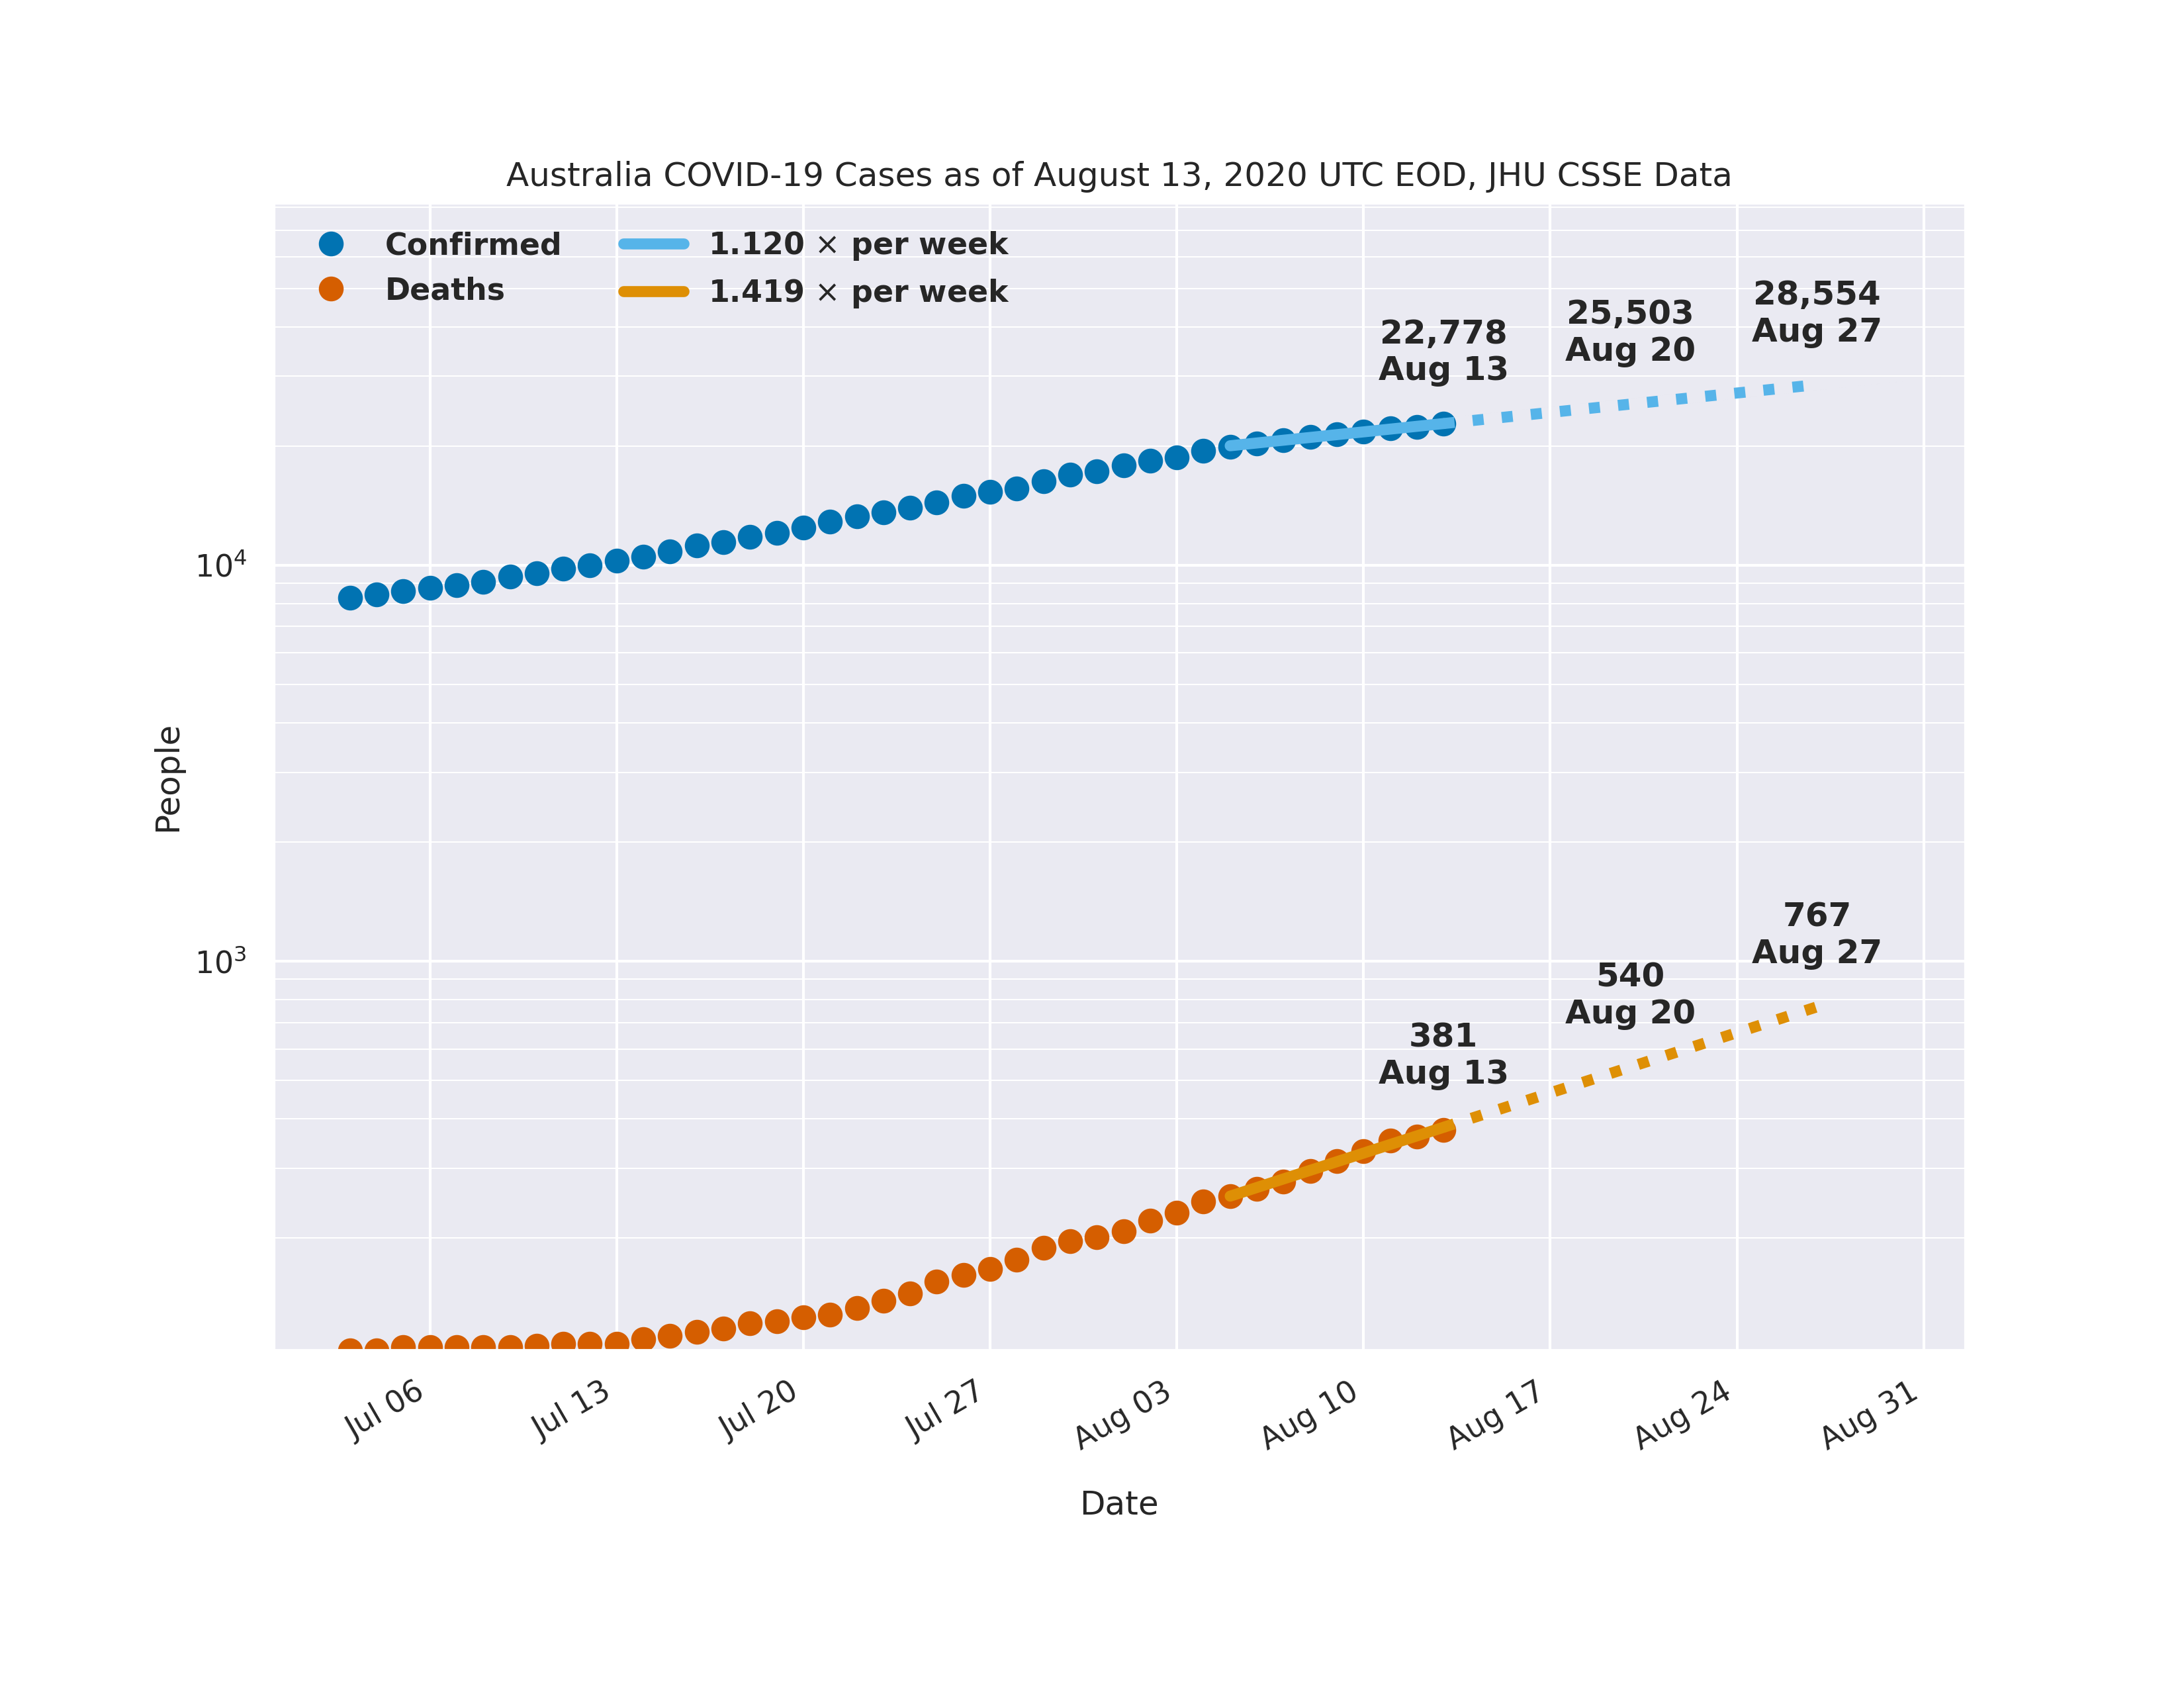 Australia COVID-19 Cases as of August 13, 2020 UTC EOD, JHU CSSE Data
Confirmed
Deaths
1.120 × per week
1.419 × per week
22,778
Aug 13
25,503
Aug 20
28,554
Aug 27
381
Aug 13
540
Aug 20
767
Aug 27
People
10⁴
10³
Jul 06
Jul 13
Jul 20
Jul 27
Aug 03
Aug 10
Aug 17
Aug 24
Aug 31
Date